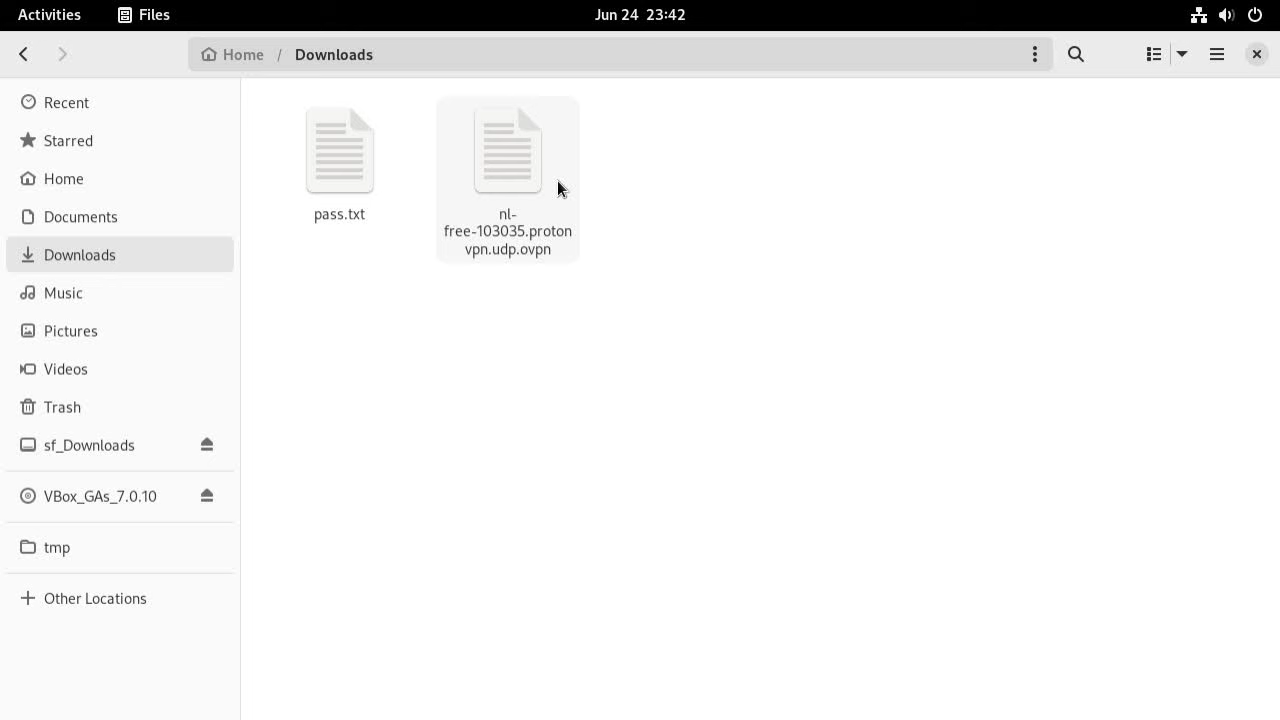 Activities Files Jun 24 23:42
Home / Downloads
Recent
Starred
Home
Documents
Downloads
Music
Pictures
Videos
Trash
sf_Downloads
VBox_GAs_7.0.10
tmp
Other Locations
pass.txt
nl-
free-103035.proton
vpn.udp.ovpn